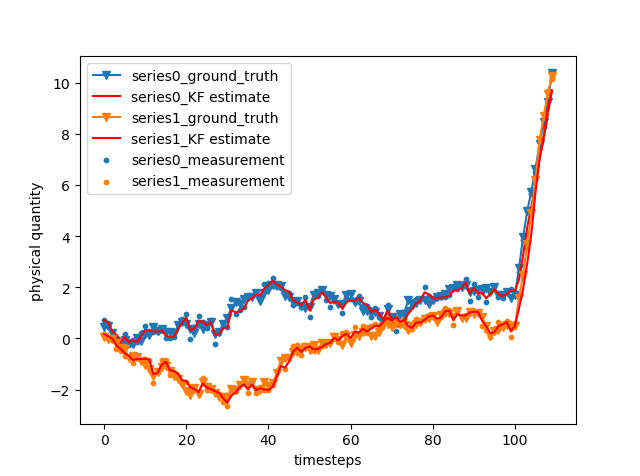 series0_ground_truth
series0_KF estimate
series1_ground_truth
series1_KF estimate
series0_measurement
series1_measurement
10
8
6
4
2
0
−2
physical quantity
0 20 40 60 80 100
timesteps